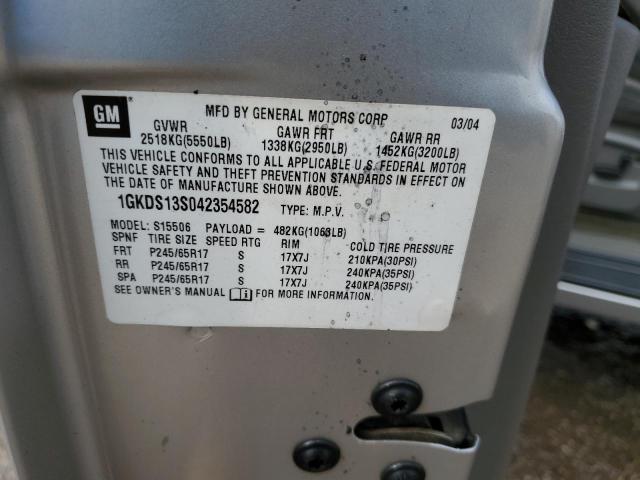 GM
MFD BY GENERAL MOTORS CORP 03/04
GVWR GAWR FRT GAWR RR
2518KG(5550LB) 1338KG(2950LB) 1452KG(3200LB)
THIS VEHICLE CONFORMS TO ALL APPLICABLE U.S. FEDERAL MOTOR
VEHICLE SAFETY AND THEFT PREVENTION STANDARDS IN EFFECT ON
THE DATE OF MANUFACTURE SHOWN ABOVE.
1GKDS13S042354582 TYPE: M.P.V.
MODEL: S15506 PAYLOAD = 482KG(1063LB)
SPNF TIRE SIZE SPEED RTG RIM COLD TIRE PRESSURE
FRT P245/65R17 S 17X7J 210KPA(30PSI)
RR P245/65R17 S 17X7J 240KPA(35PSI)
SPA P245/65R17 S 17X7J 240KPA(35PSI)
SEE OWNER'S MANUAL FOR MORE INFORMATION.